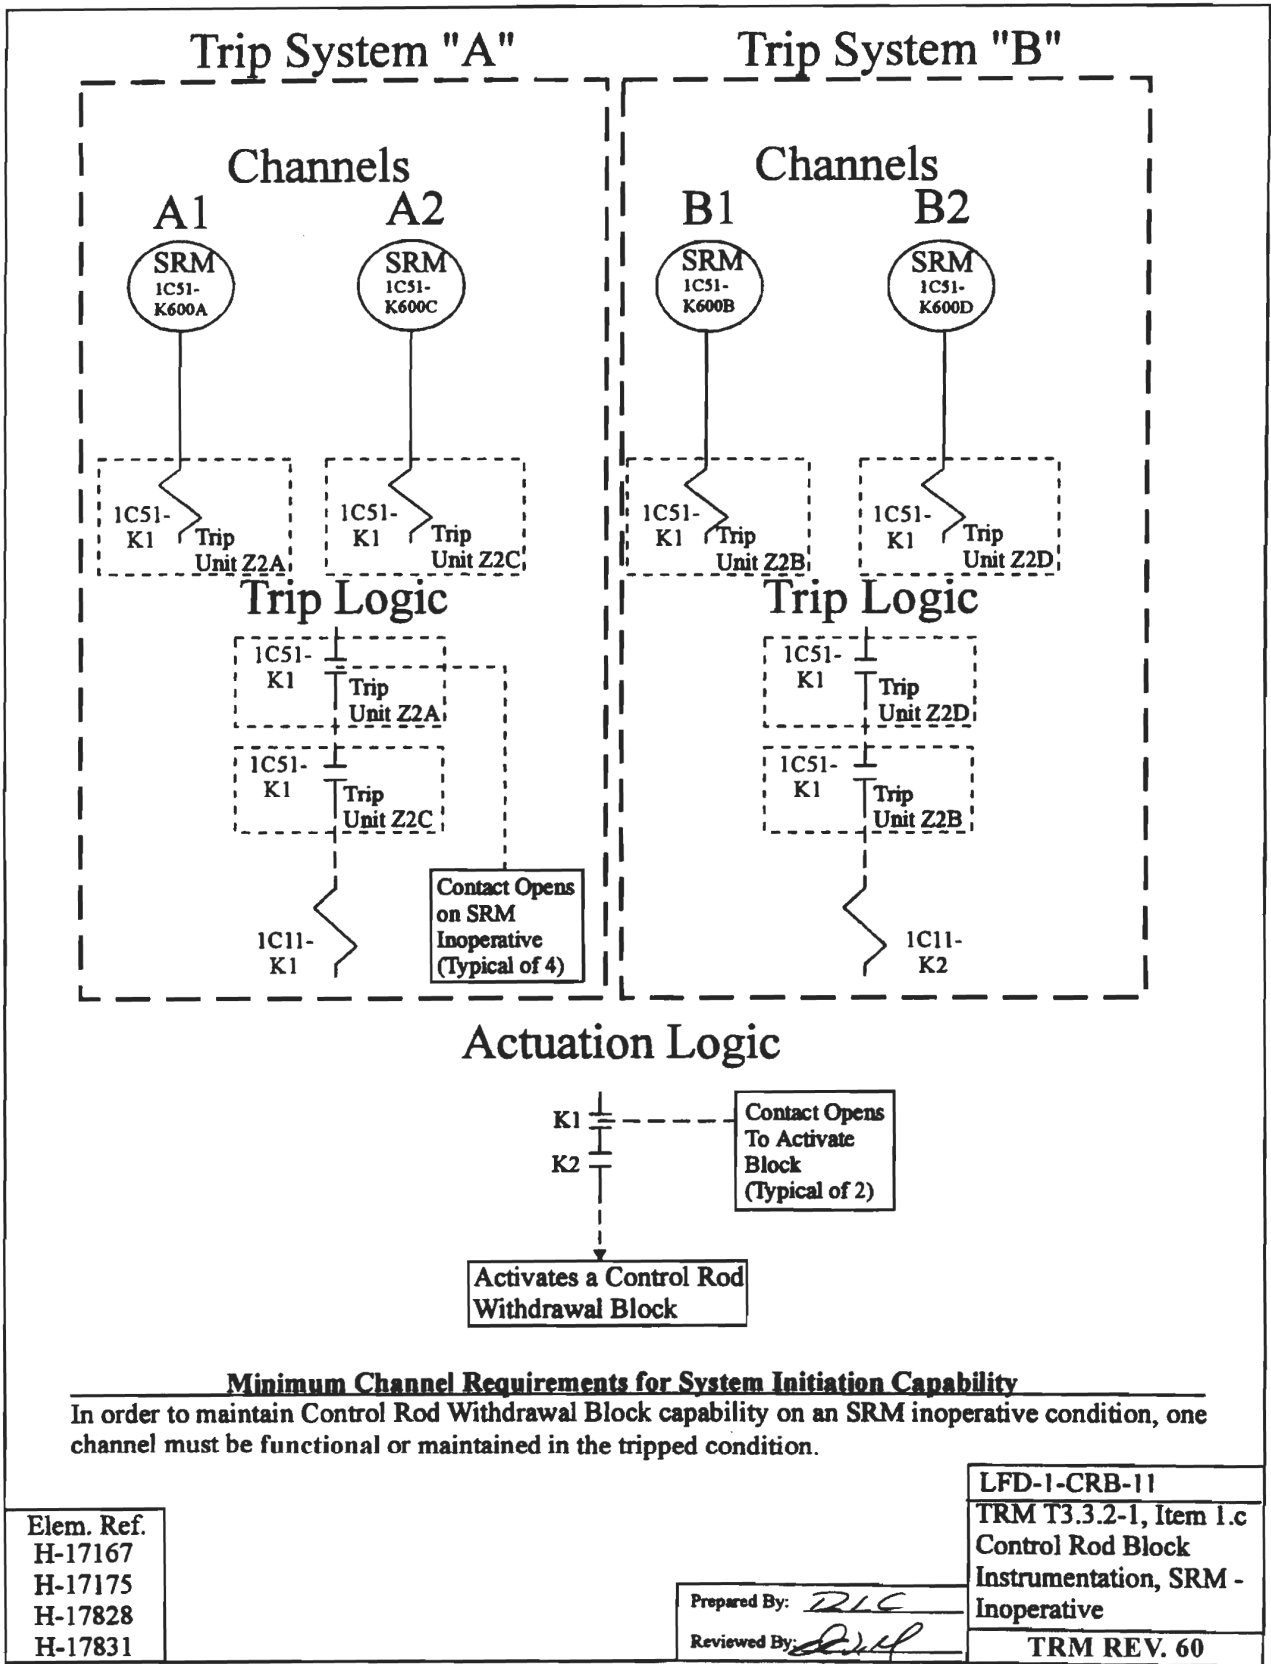 Trip System "A"
Trip System "B"
Channels
Channels
A1
A2
B1
B2
SRM
1C51-
K600A
SRM
1C51-
K600C
SRM
1C51-
K600B
SRM
1C51-
K600D
1C51-
K1
Trip
Unit Z2A
1C51-
K1
Trip
Unit Z2C
1C51-
K1
Trip
Unit Z2B
1C51-
K1
Trip
Unit Z2D
Trip Logic
Trip Logic
1C51-
K1
Trip
Unit Z2A
1C51-
K1
Trip
Unit Z2D
1C51-
K1
Trip
Unit Z2C
1C51-
K1
Trip
Unit Z2B
Contact Opens
on SRM
Inoperative
(Typical of 4)
1C11-
K1
1C11-
K2
Actuation Logic
K1
K2
Contact Opens
To Activate
Block
(Typical of 2)
Activates a Control Rod
Withdrawal Block
Minimum Channel Requirements for System Initiation Capability
In order to maintain Control Rod Withdrawal Block capability on an SRM inoperative condition, one
channel must be functional or maintained in the tripped condition.
Elem. Ref.
H-17167
H-17175
H-17828
H-17831
Prepared By: DLC
Reviewed By:
LFD-1-CRB-11
TRM T3.3.2-1, Item 1.c
Control Rod Block
Instrumentation, SRM -
Inoperative
TRM REV. 60